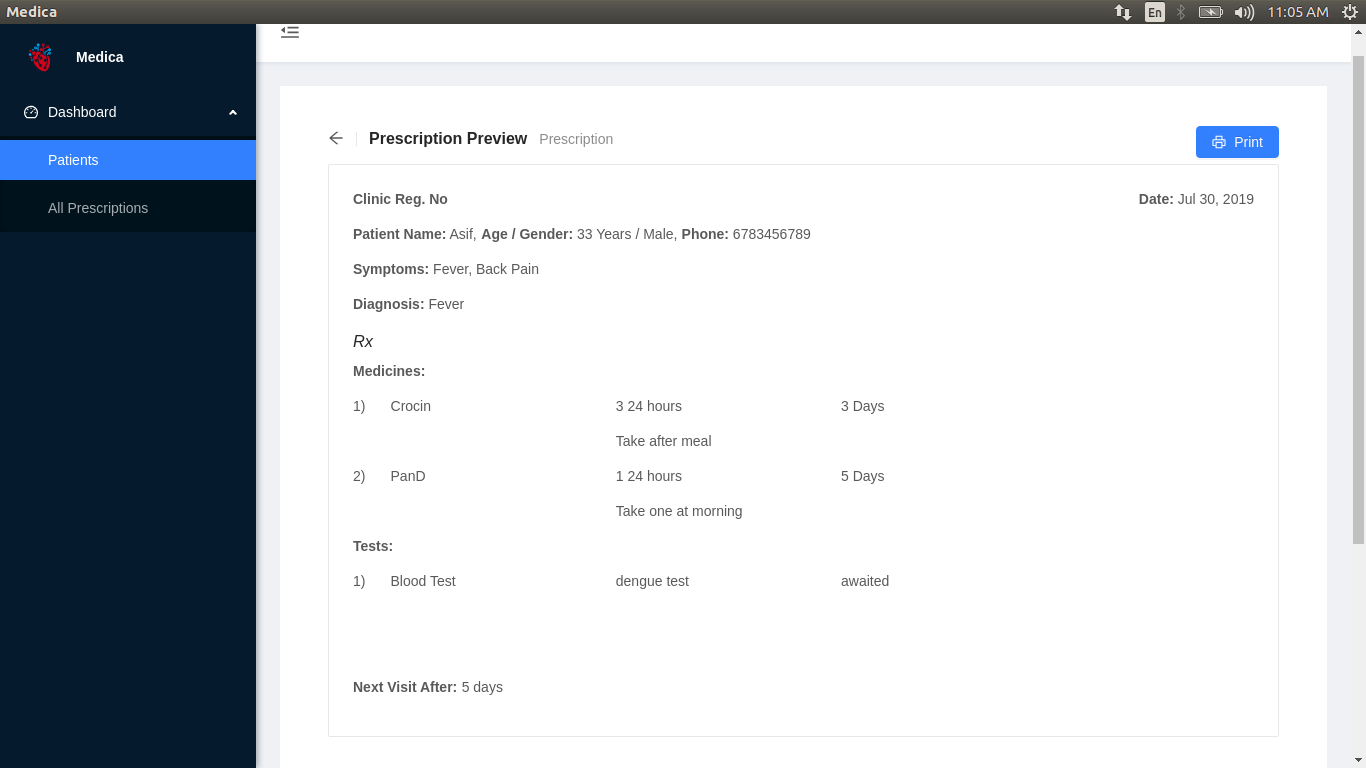 Medica
En
11:05 AM
Medica
Dashboard
Patients
All Prescriptions
Prescription Preview Prescription
Print
Clinic Reg. No Date: Jul 30, 2019
Patient Name: Asif, Age / Gender: 33 Years / Male, Phone: 6783456789
Symptoms: Fever, Back Pain
Diagnosis: Fever
Rx
Medicines:
1) Crocin 3 24 hours 3 Days
Take after meal
2) PanD 1 24 hours 5 Days
Take one at morning
Tests:
1) Blood Test dengue test awaited
Next Visit After: 5 days